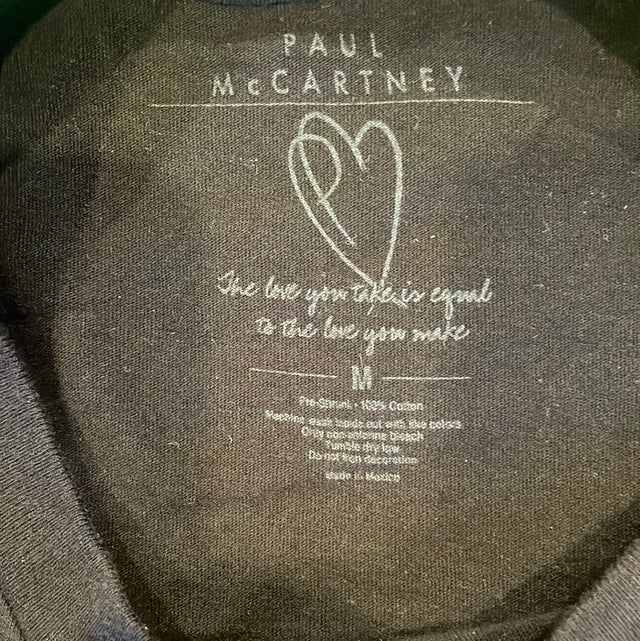 PAUL
McCARTNEY
The love you take is equal
to the love you make
M
Pre-Shrunk • 100% Cotton
Machine wash inside out with like colors
Only non-chlorine bleach
Tumble dry low
Do not iron decoration
Made in Mexico